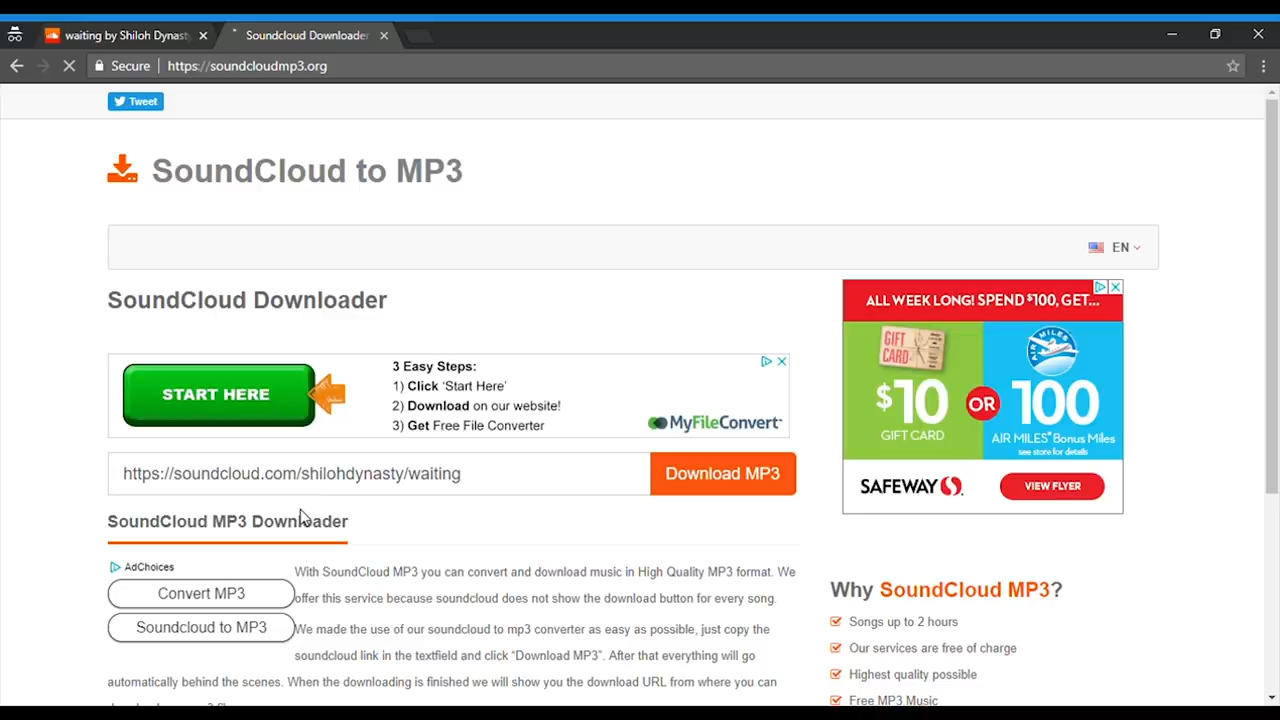 waiting by Shiloh Dynasty
Soundcloud Downloader
Secure
https://soundcloudmp3.org
Tweet
SoundCloud to MP3
EN
SoundCloud Downloader
START HERE
3 Easy Steps:
1) Click 'Start Here'
2) Download on our website!
3) Get Free File Converter
MyFileConvert
ALL WEEK LONG! SPEND $100, GET...
GIFT CARD
$10
GIFT CARD
OR
AIR MILES
100
AIR MILES® Bonus Miles
see store for details
SAFEWAY
VIEW FLYER
https://soundcloud.com/shilohdynasty/waiting
Download MP3
SoundCloud MP3 Downloader
AdChoices
Convert MP3
Soundcloud to MP3
With SoundCloud MP3 you can convert and download music in High Quality MP3 format. We
offer this service because soundcloud does not show the download button for every song.
We made the use of our soundcloud to mp3 converter as easy as possible, just copy the
soundcloud link in the textfield and click “Download MP3”. After that everything will go
automatically behind the scenes. When the downloading is finished we will show you the download URL from where you can
Why SoundCloud MP3?
Songs up to 2 hours
Our services are free of charge
Highest quality possible
Free MP3 Music